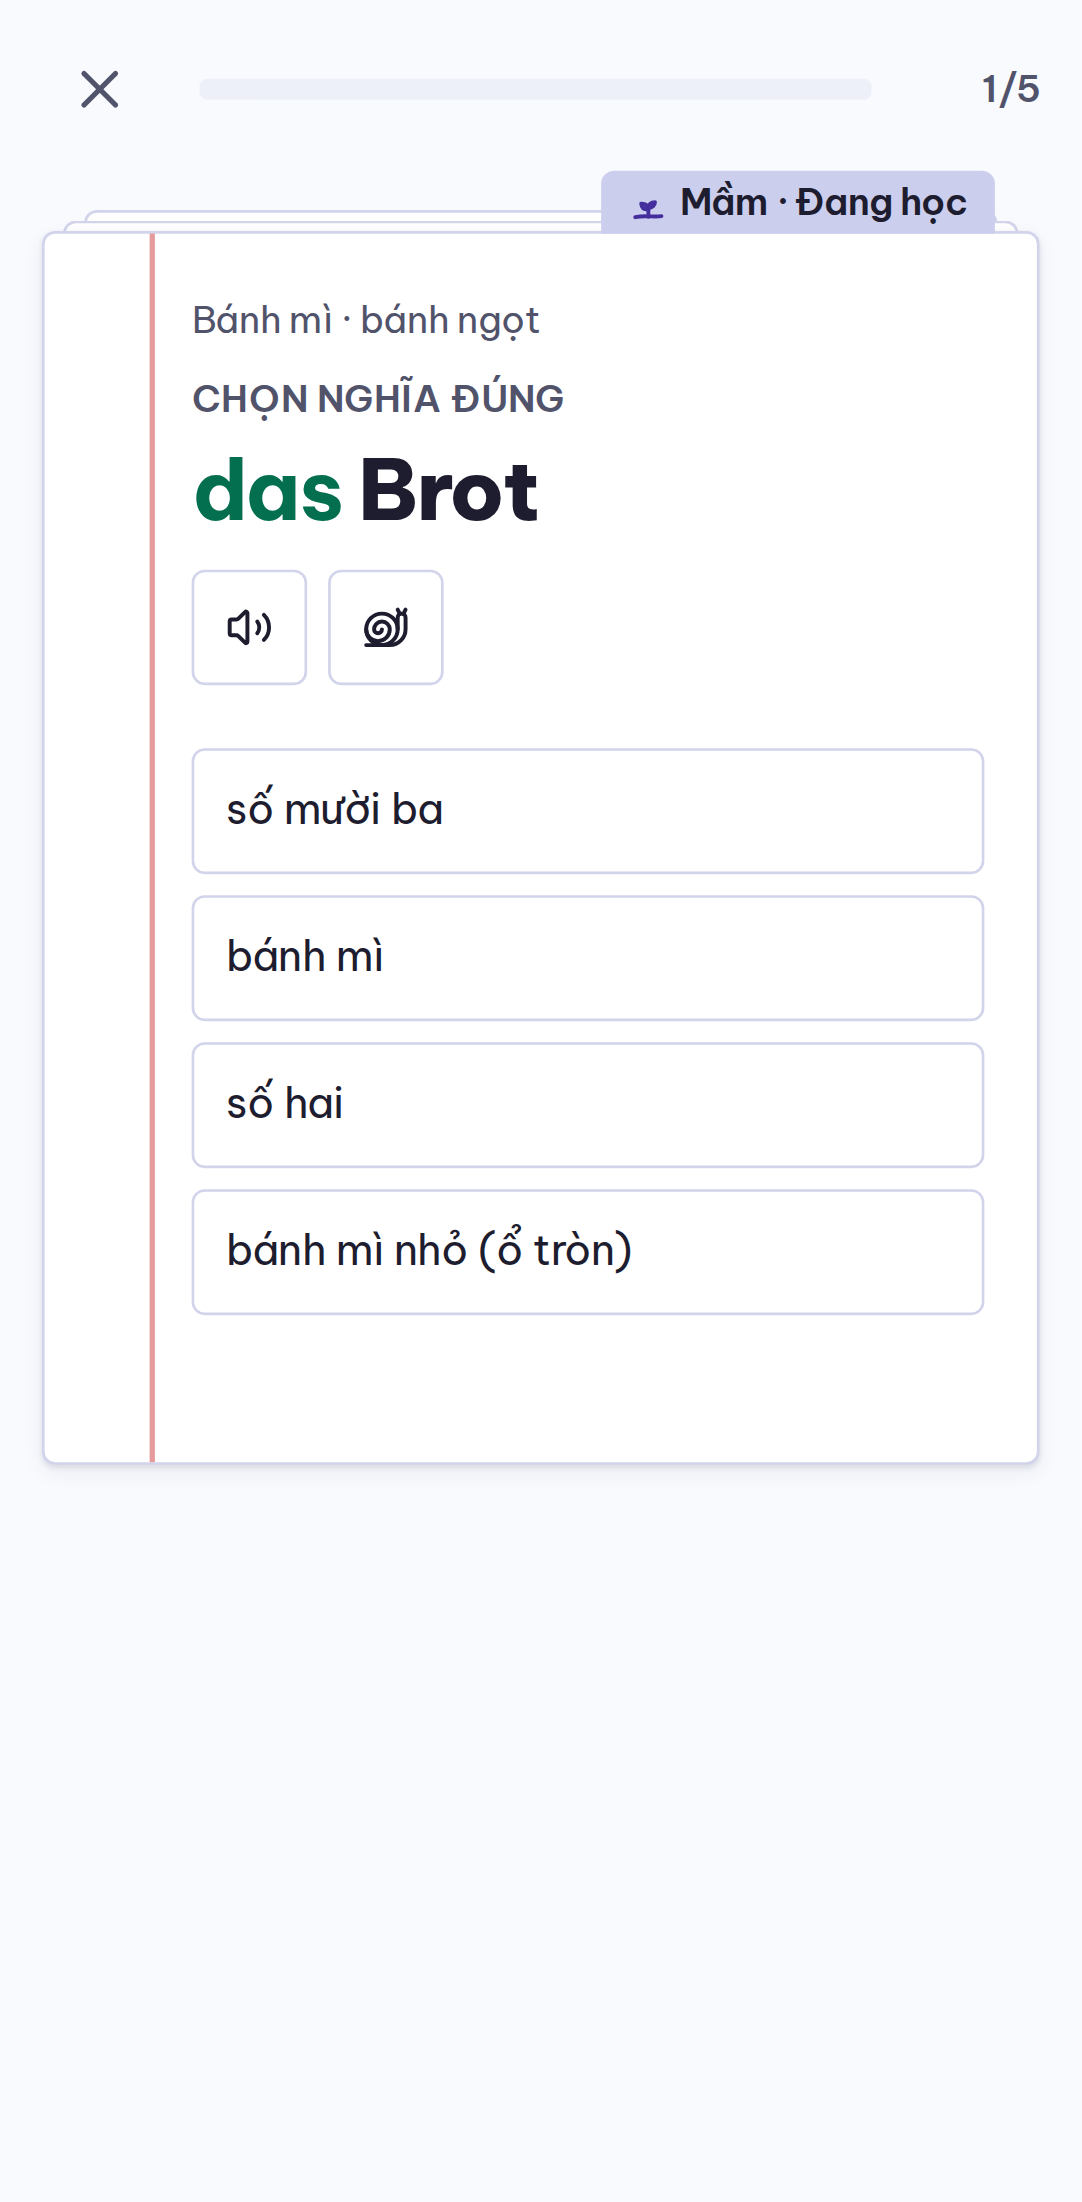 1/5
Mầm · Đang học
Bánh mì · bánh ngọt
CHỌN NGHĨA ĐÚNG
das Brot
số mười ba
bánh mì
số hai
bánh mì nhỏ (ổ tròn)